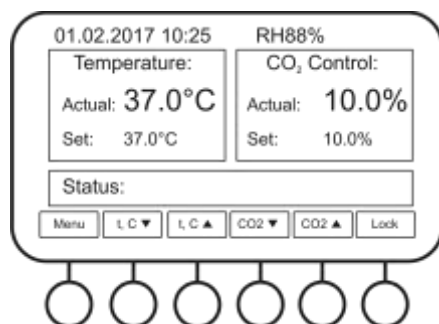 01.02.2017 10:25 RH88%
Temperature:
Actual: 37.0°C
Set: 37.0°C
CO₂ Control:
Actual: 10.0%
Set: 10.0%
Status:
Menu t, C ▼ t, C ▲ CO2 ▼ CO2 ▲ Lock